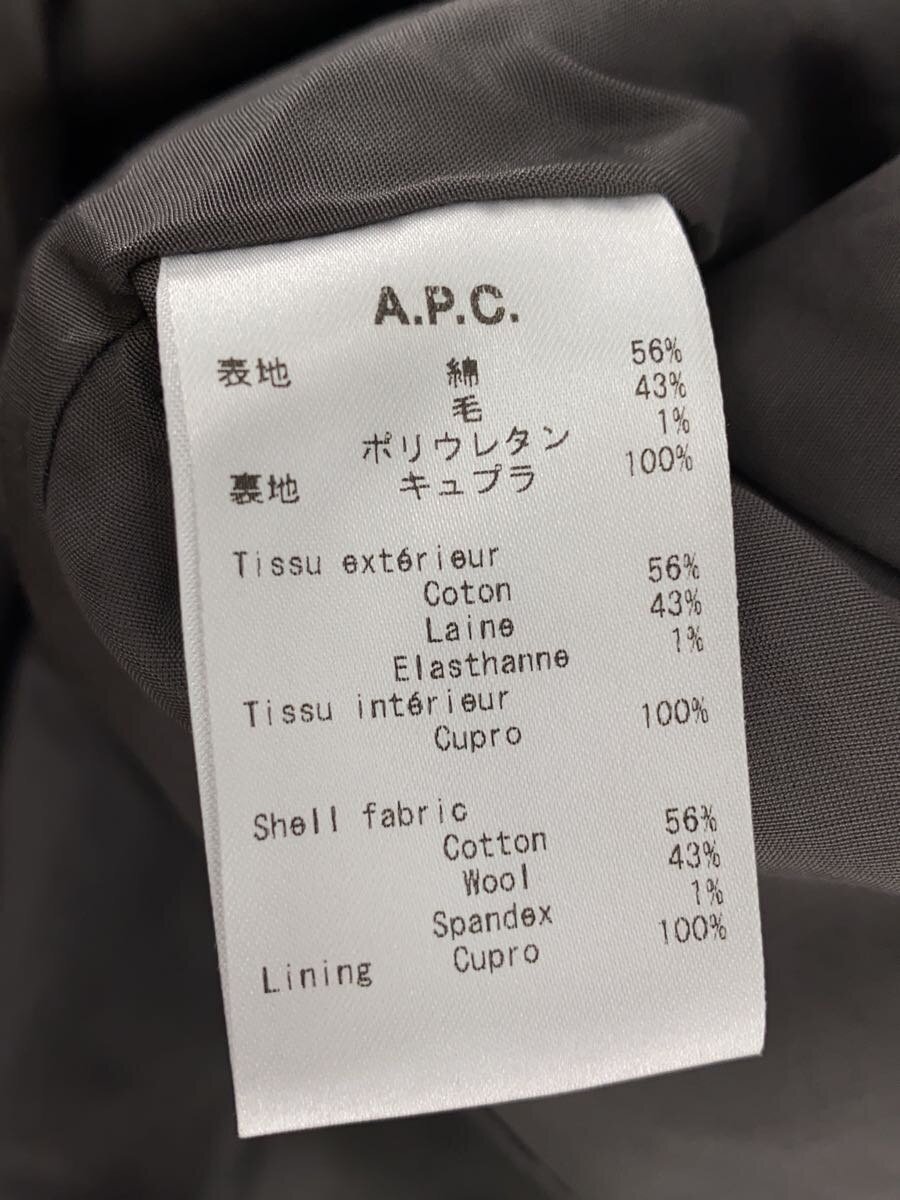 A.P.C.
表地 綿 56%
毛 43%
ポリウレタン 1%
裏地 キュプラ 100%
Tissu extérieur
Coton 56%
Laine 43%
Elasthanne 1%
Tissu intérieur
Cupro 100%
Shell fabric
Cotton 56%
Wool 43%
Spandex 1%
Lining Cupro 100%